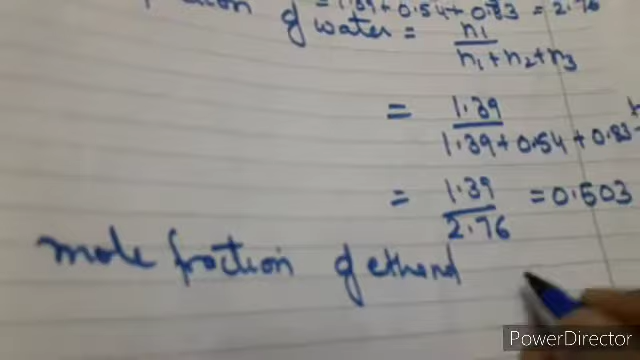 = 1.39 + 0.54 + 0.83 = 2.76
of water = n1 / n1 + n2 + n3
= 1.39 / 1.39 + 0.54 + 0.83
= 1.39 / 2.76 = 0.503
mole fraction of ethanol
PowerDirector